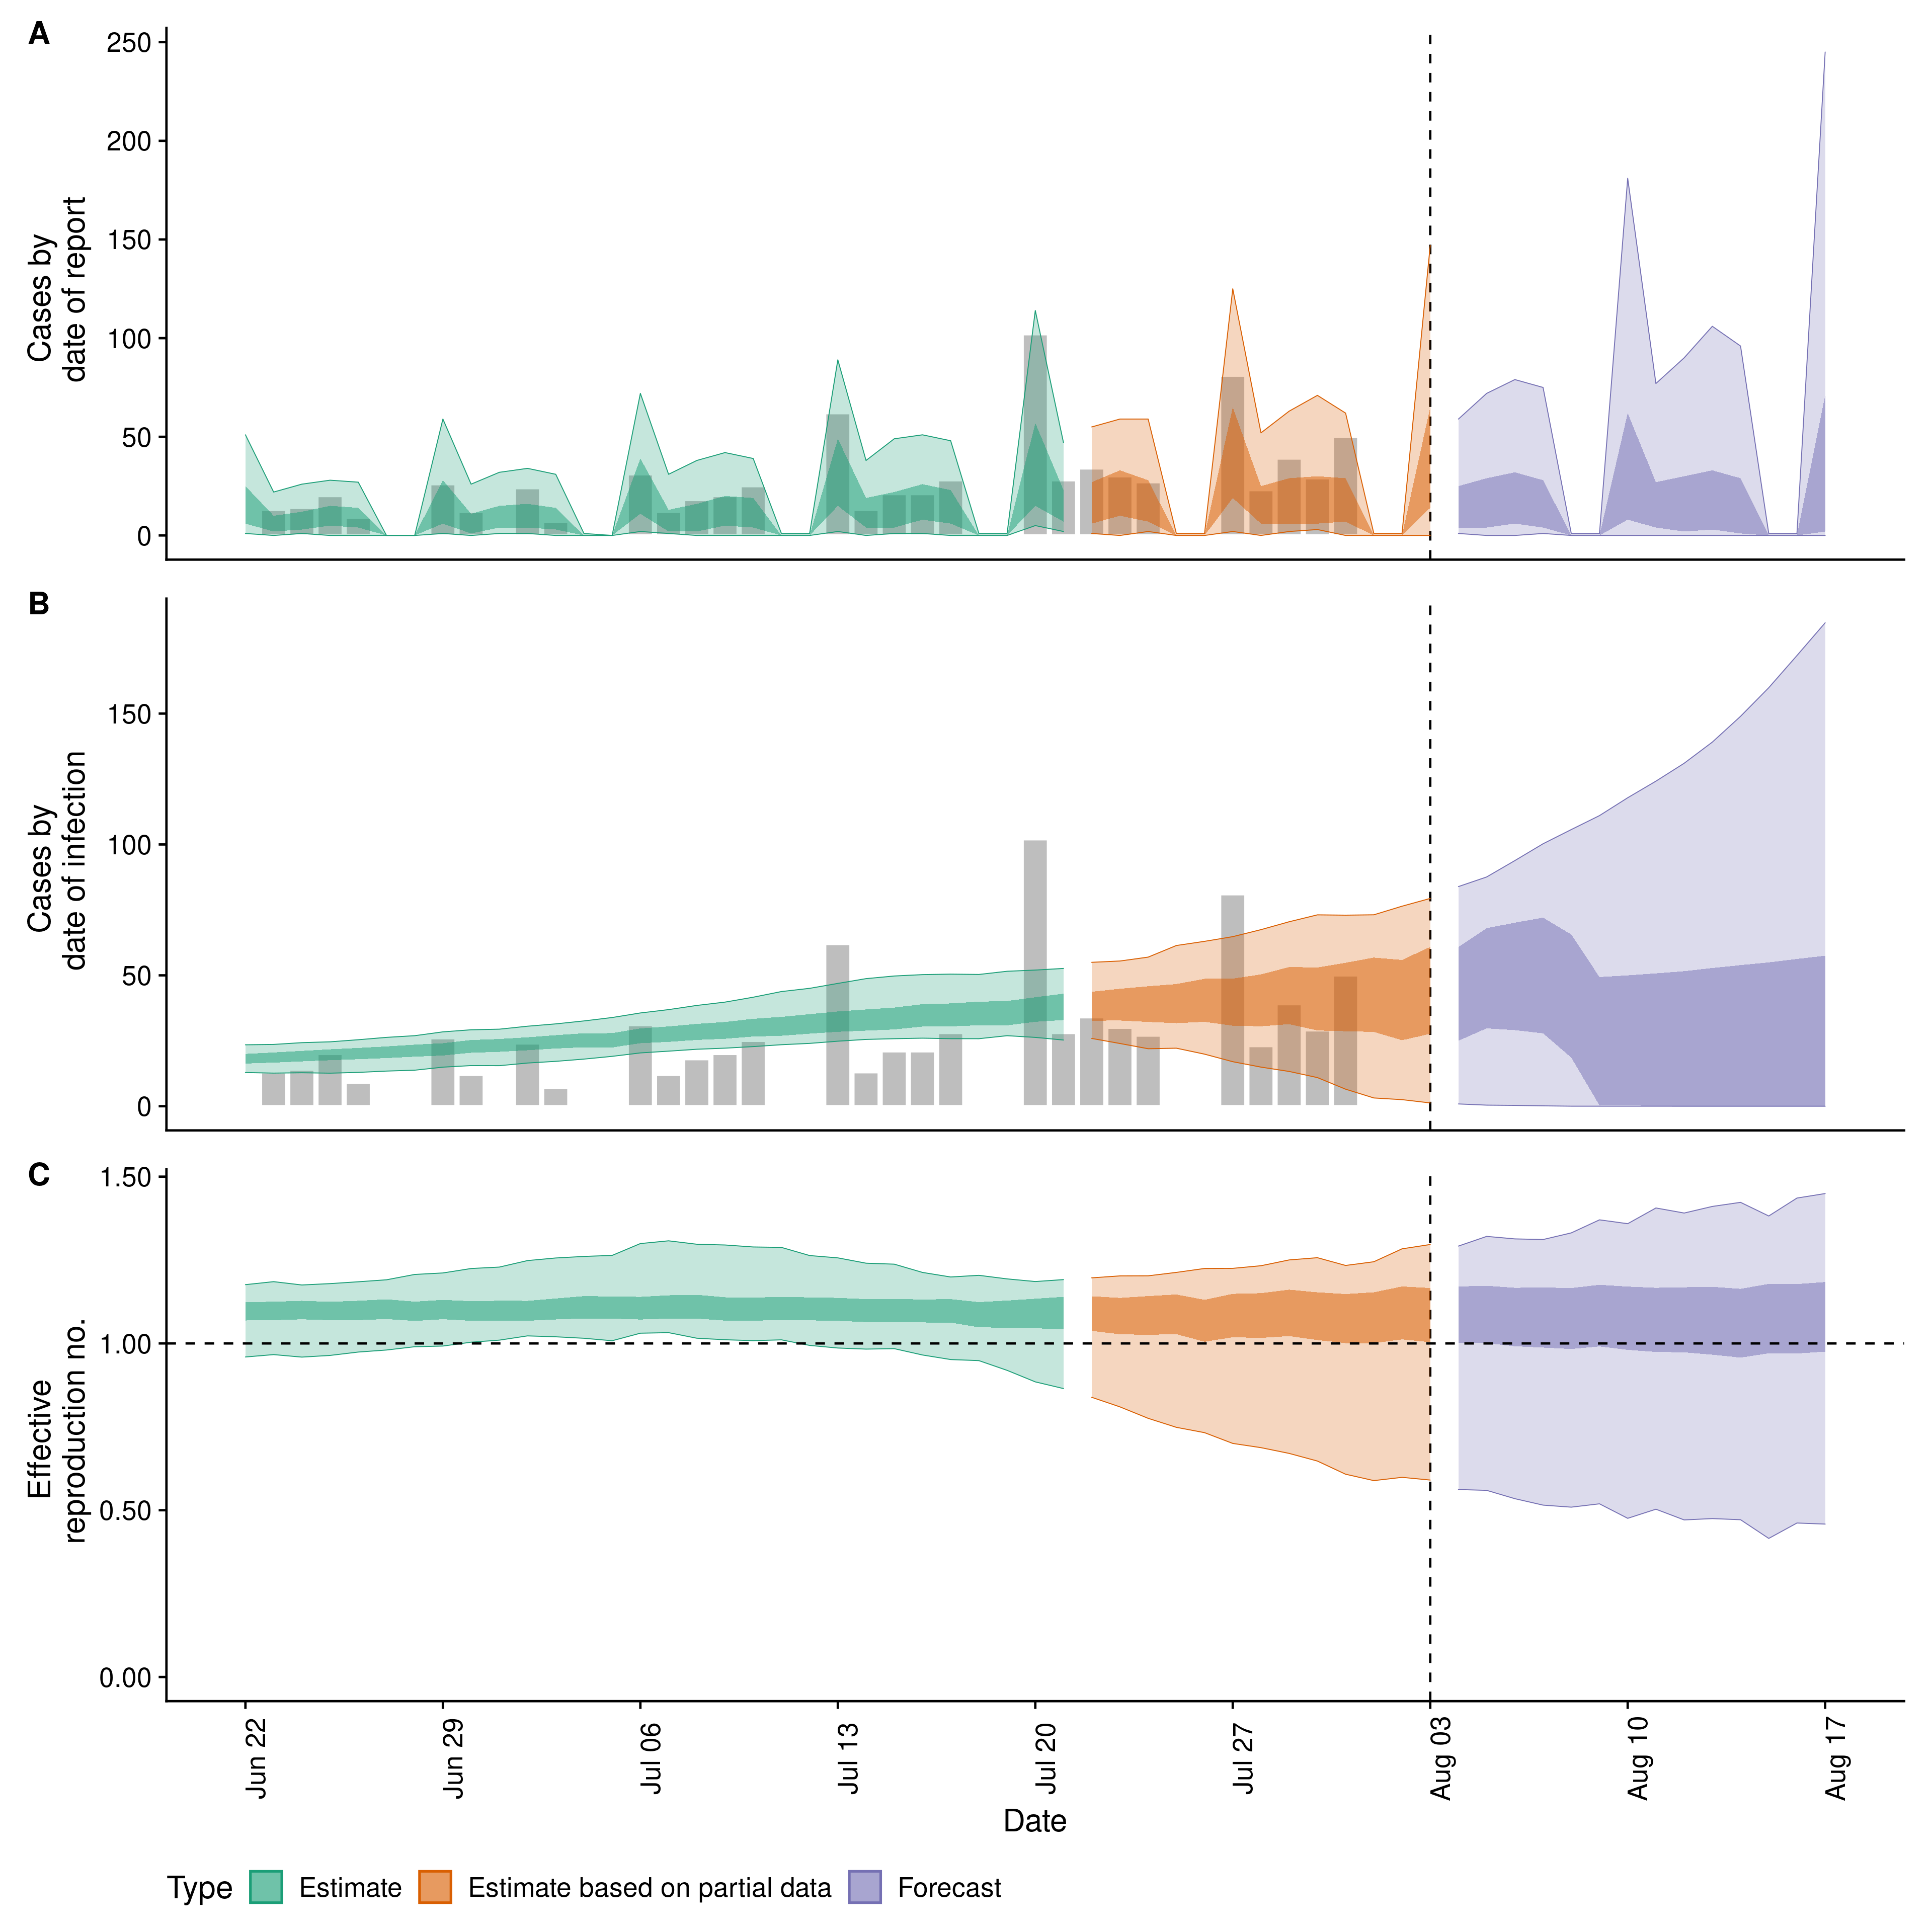 A
250
200
150
100
50
0
Cases by
date of report
B
150
100
50
0
Cases by
date of infection
C
1.50
1.00
0.50
0.00
Effective
reproduction no.
Jun 22
Jun 29
Jul 06
Jul 13
Jul 20
Jul 27
Aug 03
Aug 10
Aug 17
Date
Type Estimate Estimate based on partial data Forecast